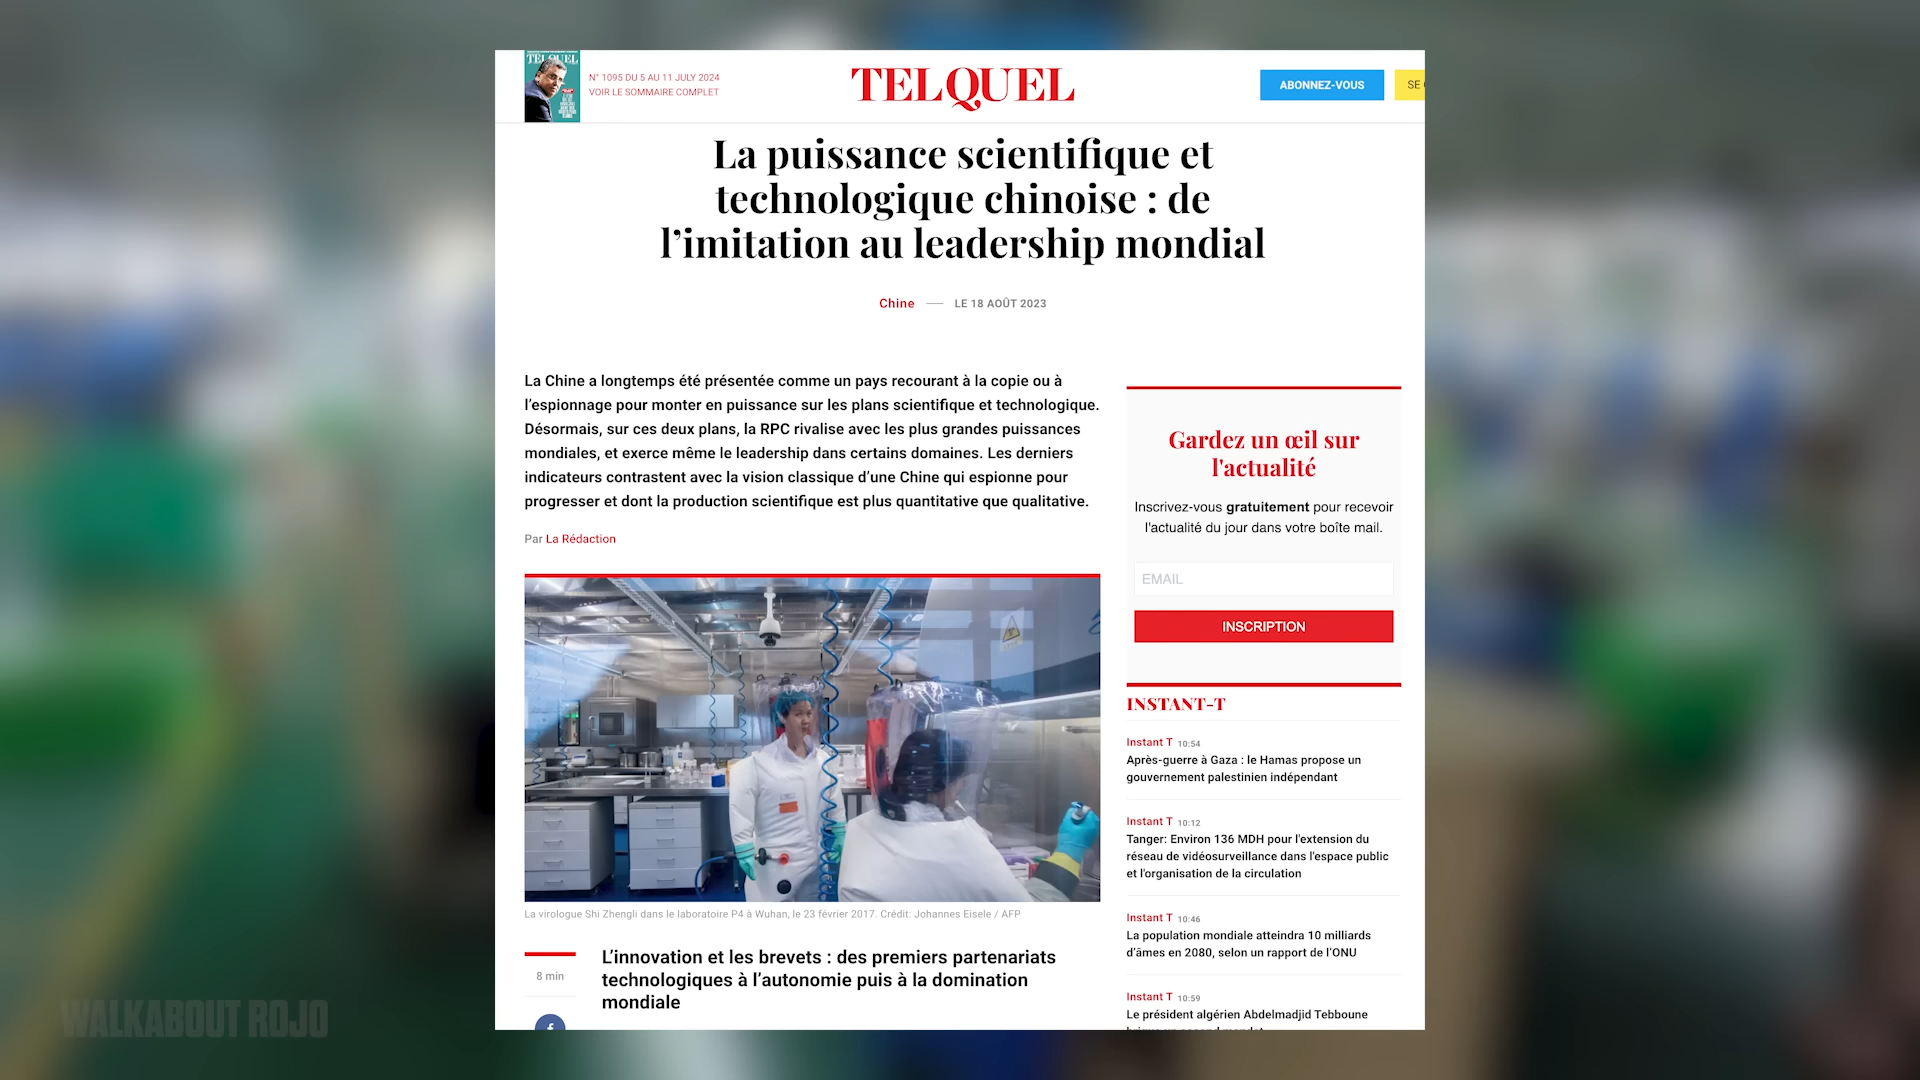 TELQUEL
N° 1095 DU 5 AU 11 JULY 2024
VOIR LE SOMMAIRE COMPLET
TELQUEL
ABONNEZ-VOUS
SE
La puissance scientifique et
technologique chinoise : de
l’imitation au leadership mondial
Chine — LE 18 AOÛT 2023
La Chine a longtemps été présentée comme un pays recourant à la copie ou à
l’espionnage pour monter en puissance sur les plans scientifique et technologique.
Désormais, sur ces deux plans, la RPC rivalise avec les plus grandes puissances
mondiales, et exerce même le leadership dans certains domaines. Les derniers
indicateurs contrastent avec la vision classique d’une Chine qui espionne pour
progresser et dont la production scientifique est plus quantitative que qualitative.
Par La Rédaction
La virologue Shi Zhengli dans le laboratoire P4 à Wuhan, le 23 février 2017. Crédit: Johannes Eisele / AFP
8 min
L’innovation et les brevets : des premiers partenariats
technologiques à l’autonomie puis à la domination
mondiale
Gardez un œil sur
l'actualité
Inscrivez-vous gratuitement pour recevoir
l'actualité du jour dans votre boîte mail.
EMAIL
INSCRIPTION
INSTANT-T
Instant T 10:54
Après-guerre à Gaza : le Hamas propose un
gouvernement palestinien indépendant
Instant T 10:12
Tanger: Environ 136 MDH pour l'extension du
réseau de vidéosurveillance dans l'espace public
et l'organisation de la circulation
Instant T 10:46
La population mondiale atteindra 10 milliards
d’âmes en 2080, selon un rapport de l’ONU
Instant T 10:59
Le président algérien Abdelmadjid Tebboune
WALKABOUT ROJO